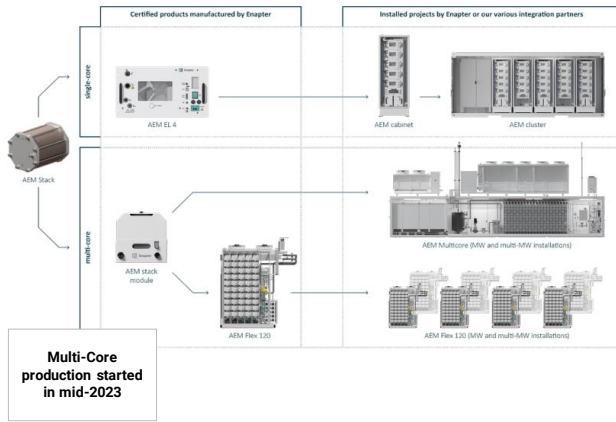 Certified products manufactured by Enapter
Installed projects by Enapter or our various integration partners
single-core
AEM EL 4
AEM cabinet
AEM cluster
AEM Stack
multi-core
AEM Multicore (MW and multi-MW installations)
AEM stack
module
AEM Flex 120
AEM Flex 120 (MW and multi-MW installations)
Multi-Core
production started
in mid-2023